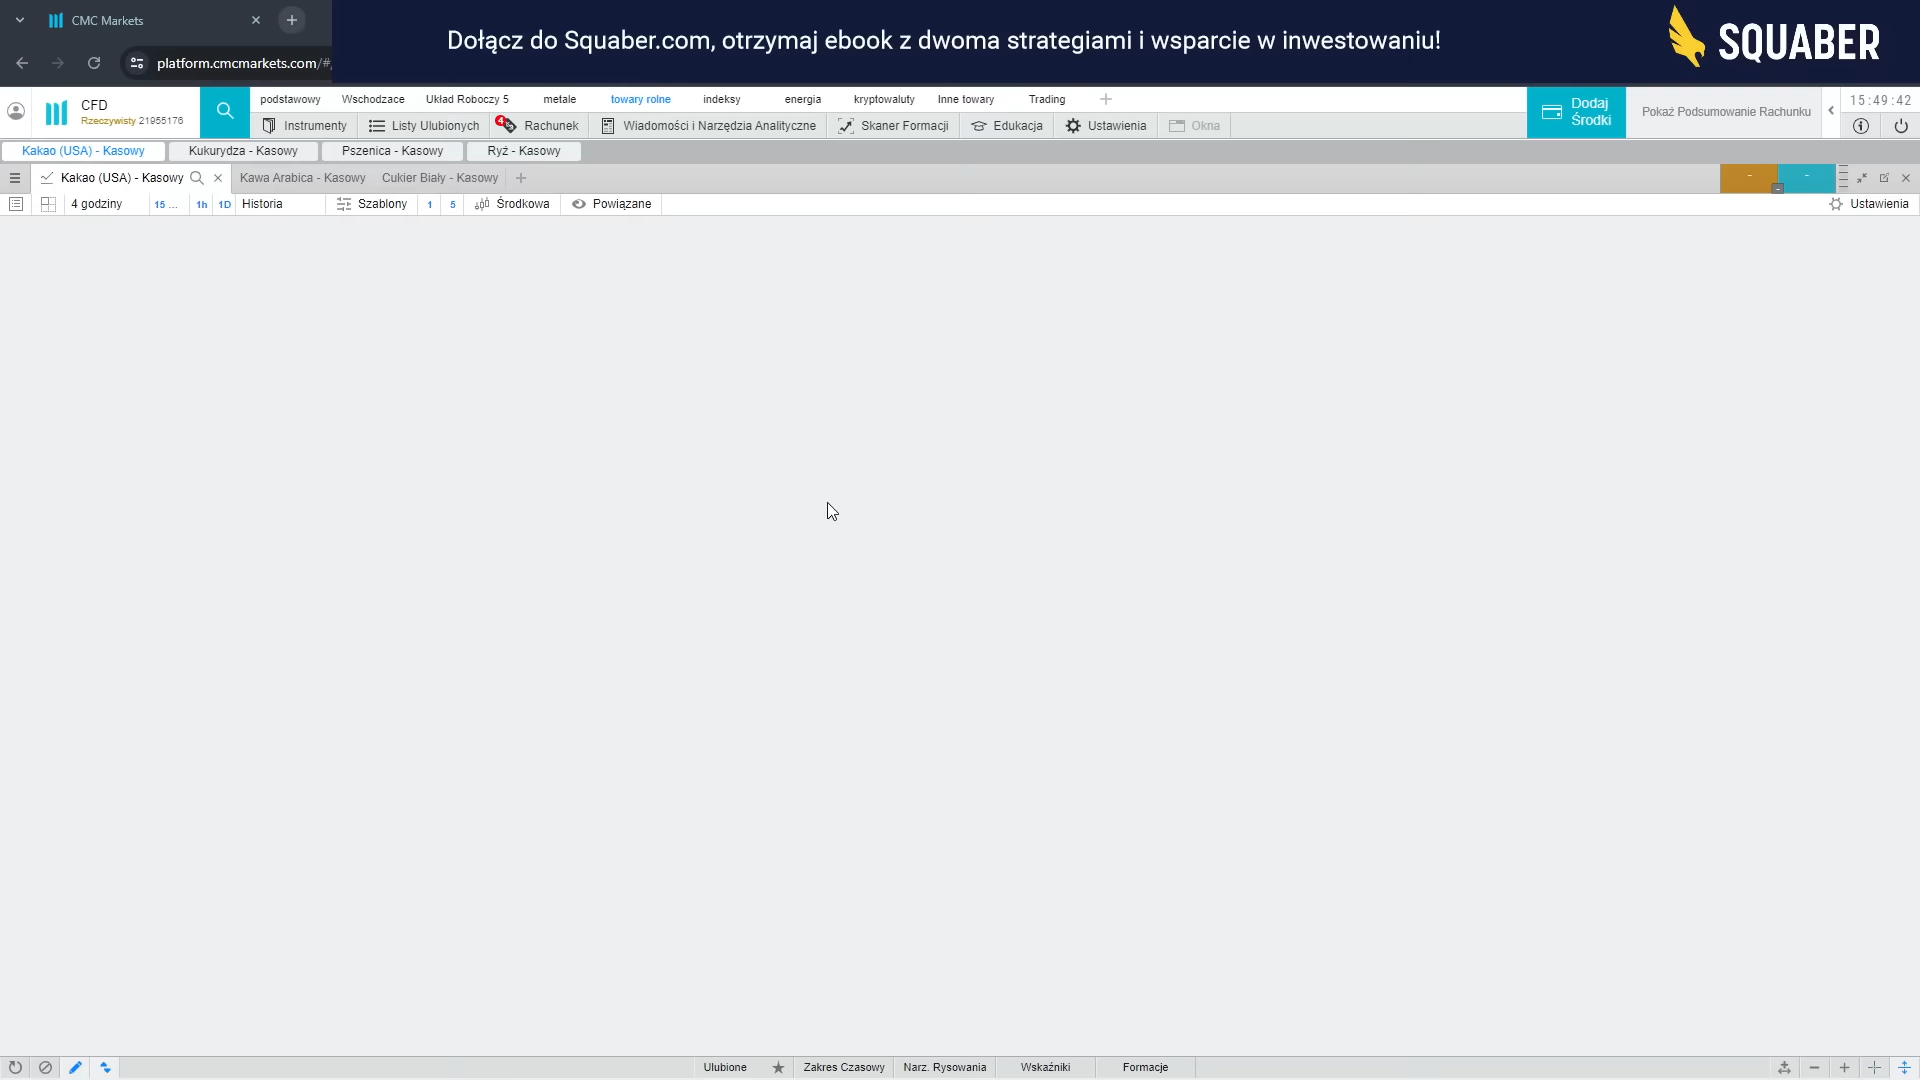 CMC Markets
Dołącz do Squaber.com, otrzymaj ebook z dwoma strategiami i wsparcie w inwestowaniu!
SQUABER
platform.cmcmarkets.com/#
CFD
Rzeczywisty 21955176
podstawowy Wschodzace Układ Roboczy 5 metale towary rolne indeksy energia kryptowaluty Inne towary Trading
Dodaj Środki
Pokaż Podsumowanie Rachunku
15:49:42
Instrumenty Listy Ulubionych 4 Rachunek Wiadomości i Narzędzia Analityczne Skaner Formacji Edukacja Ustawienia Okna
Kakao (USA) - Kasowy Kukurydza - Kasowy Pszenica - Kasowy Ryż - Kasowy
Kakao (USA) - Kasowy Kawa Arabica - Kasowy Cukier Biały - Kasowy
4 godziny 15 ... 1h 1D Historia Szablony 1 5 Środkowa Powiązane Ustawienia
Ulubione Zakres Czasowy Narz. Rysowania Wskaźniki Formacje